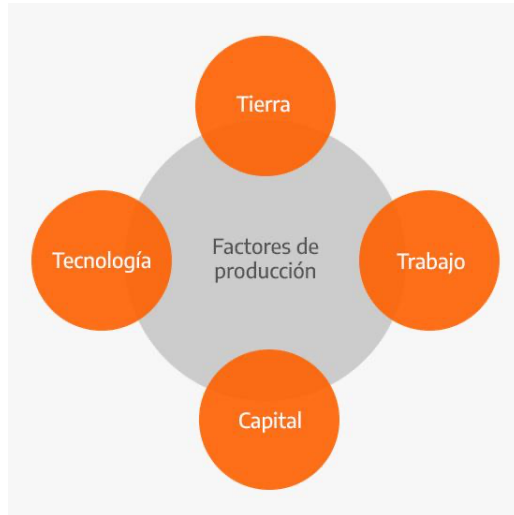 Tierra
Tecnología
Factores de
producción
Trabajo
Capital